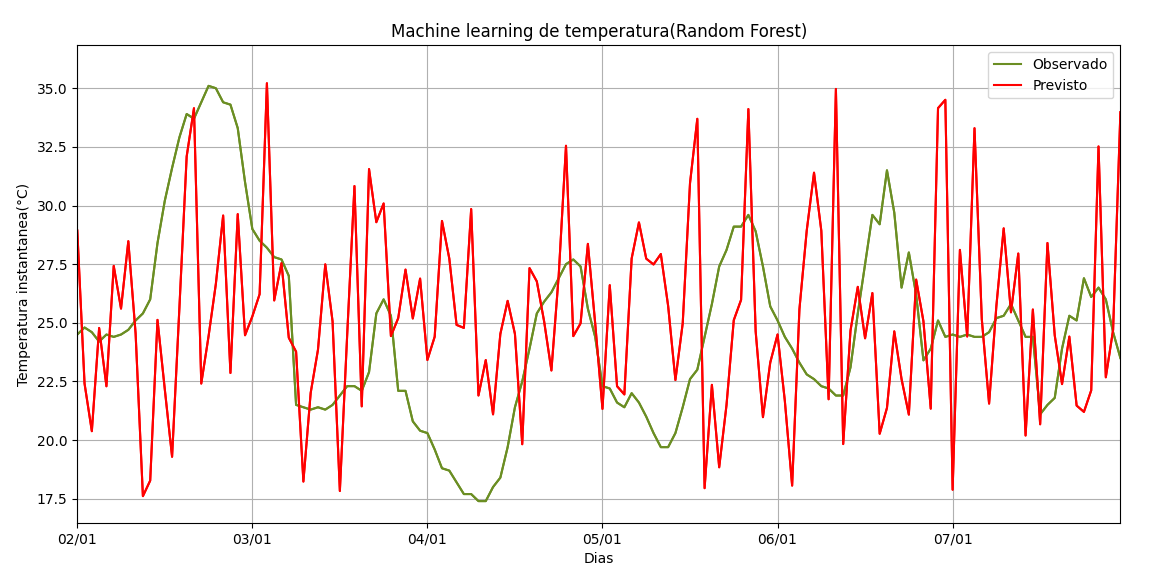 Machine learning de temperatura(Random Forest)
Observado
Previsto
Temperatura instantanea(°C)
35.0
32.5
30.0
27.5
25.0
22.5
20.0
17.5
02/01 03/01 04/01 05/01 06/01 07/01
Dias